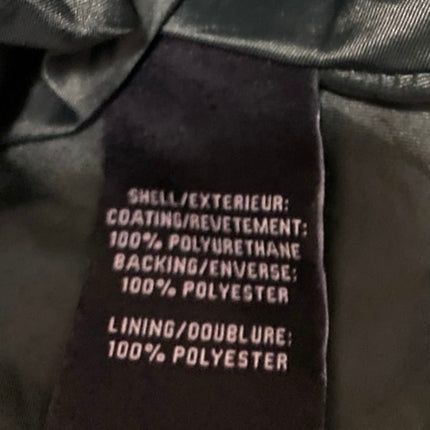 SHELL/EXTERIEUR:
COATING/REVETEMENT:
100% POLYURETHANE
BACKING/ENVERSE:
100% POLYESTER
LINING/DOUBLURE:
100% POLYESTER